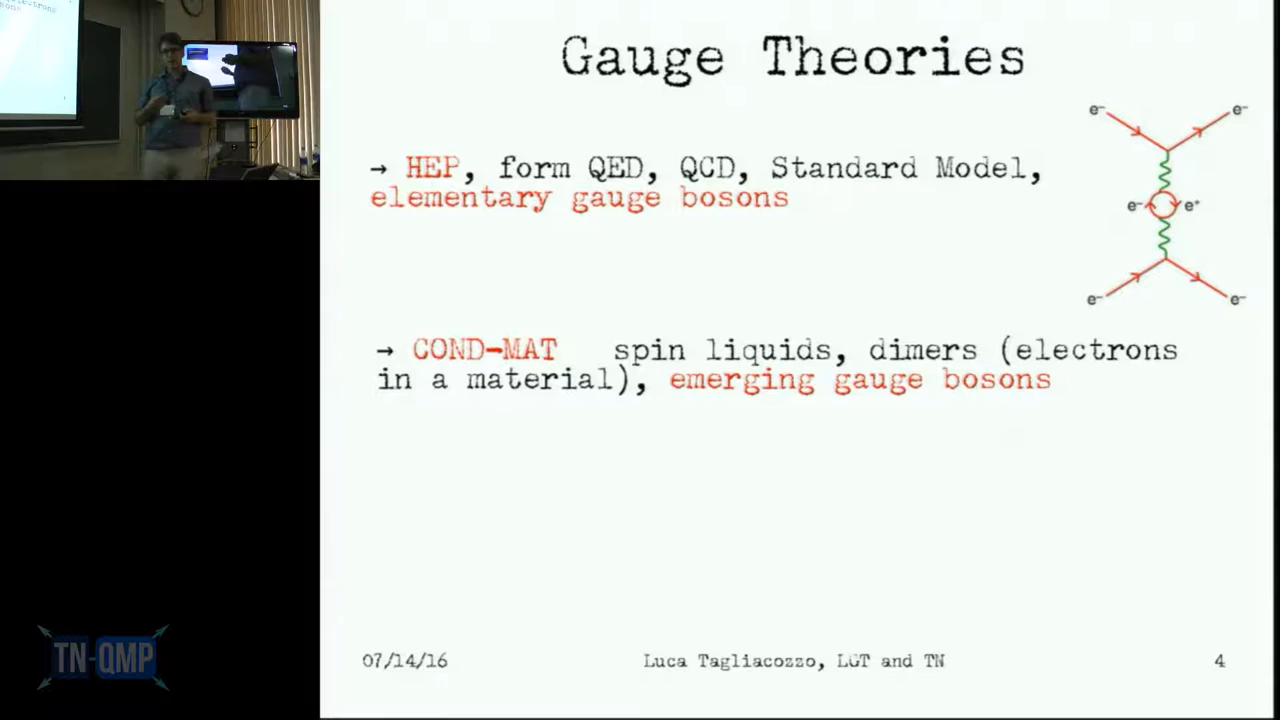 Gauge Theories
→ HEP, form QED, QCD, Standard Model,
elementary gauge bosons
e⁻ e⁻
e⁻ e⁺
e⁻ e⁻
→ COND-MAT spin liquids, dimers (electrons
in a material), emerging gauge bosons
07/14/16 Luca Tagliacozzo, LGT and TN 4
TN-QMP